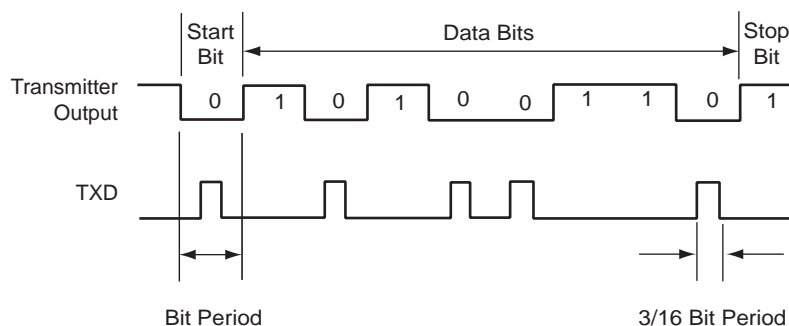 Start
Bit
Data Bits
Stop
Bit
Transmitter
Output
0 1 0 1 0 0 1 1 0 1
TXD
Bit Period
3/16 Bit Period